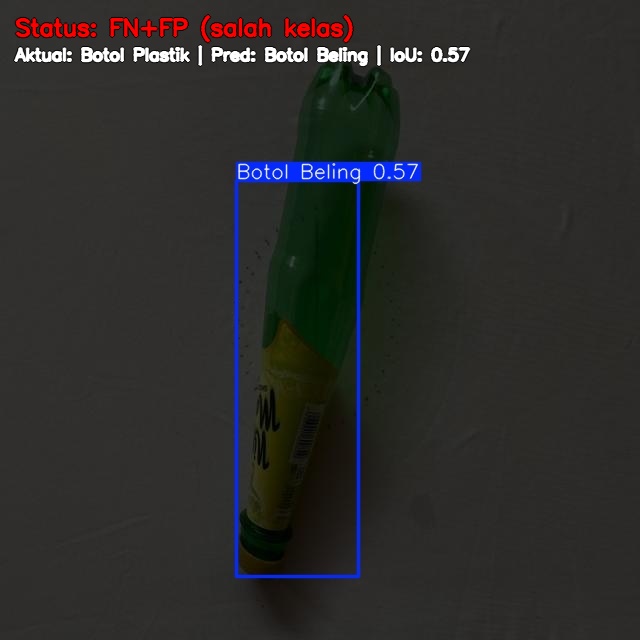 Status: FN+FP (salah kelas)
Aktual: Botol Plastik | Pred: Botol Beling | IoU: 0.57
Botol Beling 0.57